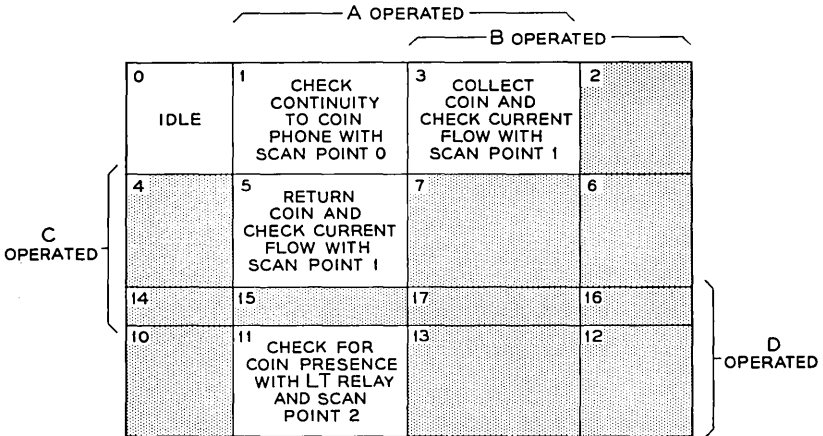 A OPERATED
B OPERATED
0
IDLE
1
CHECK
CONTINUITY
TO COIN
PHONE WITH
SCAN POINT 0
3
COLLECT
COIN AND
CHECK CURRENT
FLOW WITH
SCAN POINT 1
2
C
OPERATED
4
5
RETURN
COIN AND
CHECK CURRENT
FLOW WITH
SCAN POINT 1
7
6
14
15
17
16
10
11
CHECK FOR
COIN PRESENCE
WITH LT RELAY
AND SCAN
POINT 2
13
12
D
OPERATED